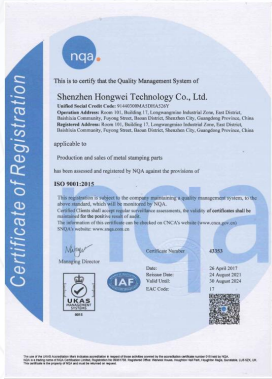 Certificate of Registration
nqa.
This is to certify that the Quality Management System of
Shenzhen Hongwei Technology Co., Ltd.
Unified Social Credit Code:
Operation Address: Room 101, Building 17, Longwangmiao Industrial Zone, East District,
Baishixia Community, Fuyong Street, Baoan District, Shenzhen City, Guangdong Province, China
Registered Address: Room 101, Building 17, Longwangmiao Industrial Zone, East District,
Baishixia Community, Fuyong Street, Baoan District, Shenzhen City, Guangdong Province, China
applicable to
Production and sales of metal stamping parts
has been assessed and registered by NQA against the provisions of
ISO 9001:2015
This registration is subject to the company maintaining a quality management system, to the
above standard, which will be monitored by NQA.
Certified Clients shall accept regular surveillance assessments, the validity of certificates shall be
maintained for the positive result of audit.
The information of this certificate can be checked on CNCA's website (www.cnca.gov.cn)
&NQA's website: www.nqa.com.cn
Managing Director
Certificate Number 43353
Date: 26 April 2017
Reissue Date: 24 August 2021
Valid Until: 30 August 2024
EAC Code: 17
UKAS
MANAGEMENT
SYSTEMS
IAF
nqa